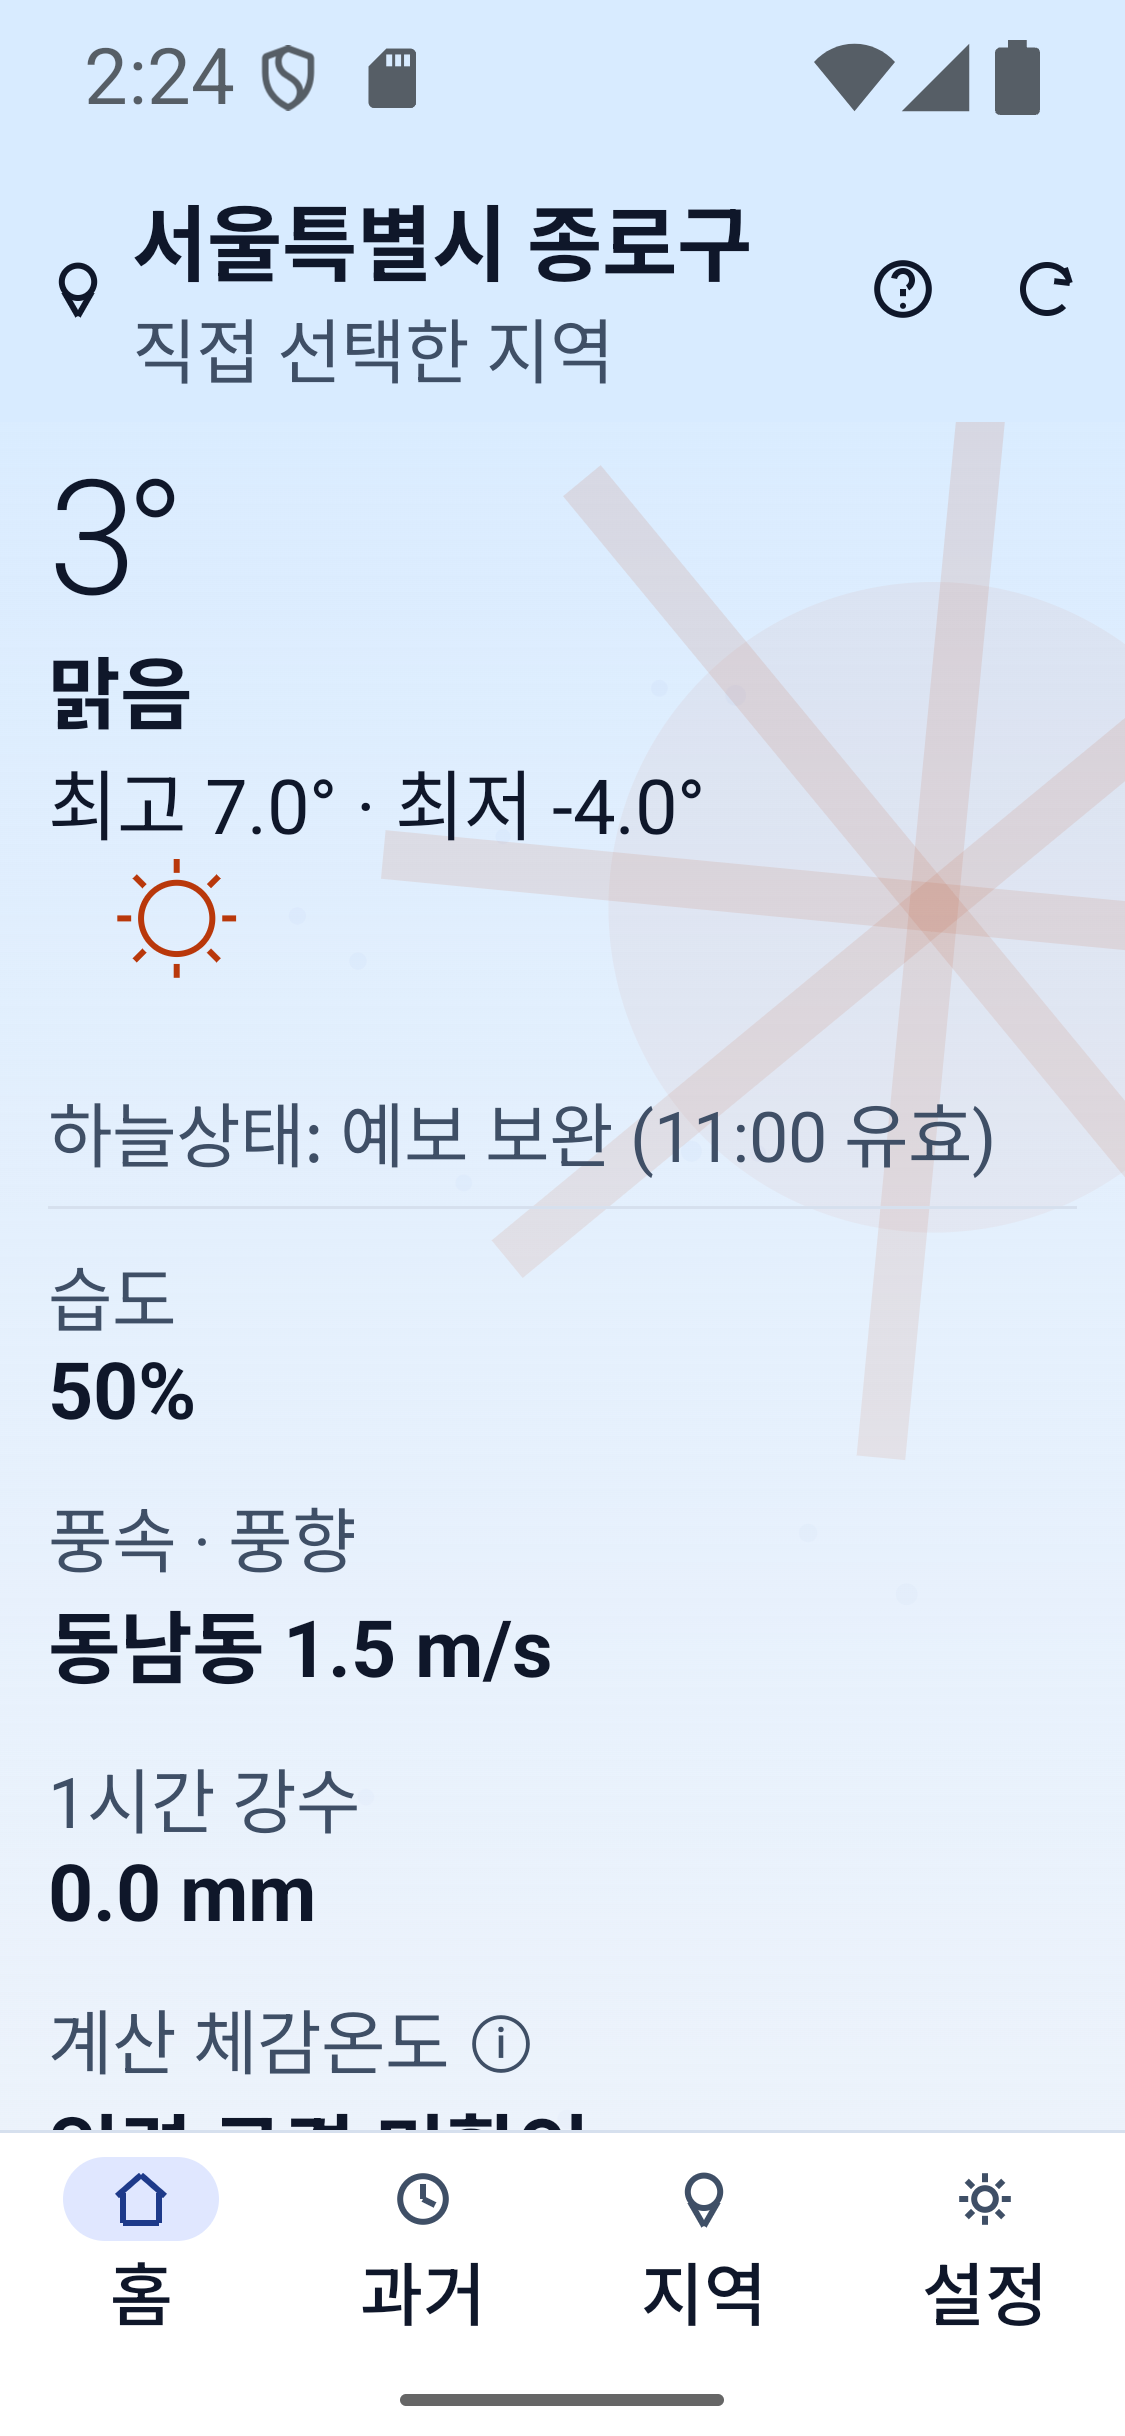 2:24
서울특별시 종로구
직접 선택한 지역
3°
맑음
최고 7.0° · 최저 -4.0°
하늘상태: 예보 보완 (11:00 유효)
습도
50%
풍속 · 풍향
동남동 1.5 m/s
1시간 강수
0.0 mm
계산 체감온도
홈
과거
지역
설정